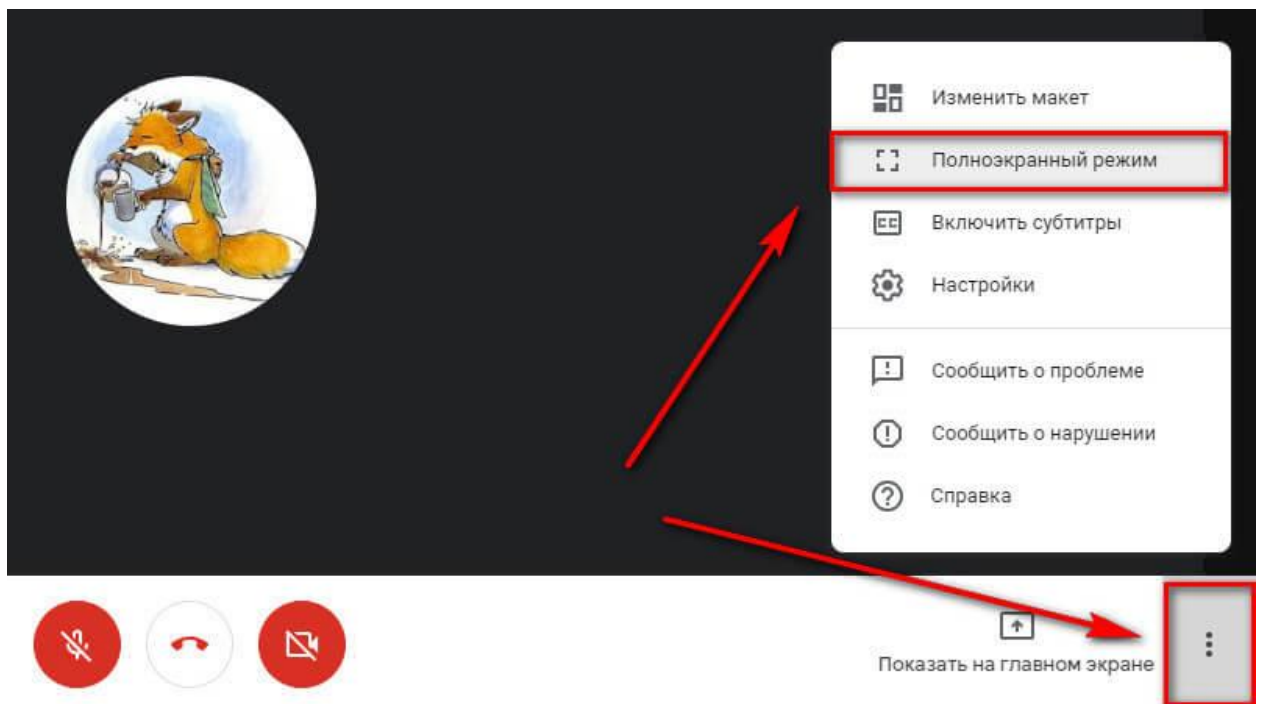 Изменить макет
Полноэкранный режим
Включить субтитры
Настройки
Сообщить о проблеме
Сообщить о нарушении
Справка
Показать на главном экране